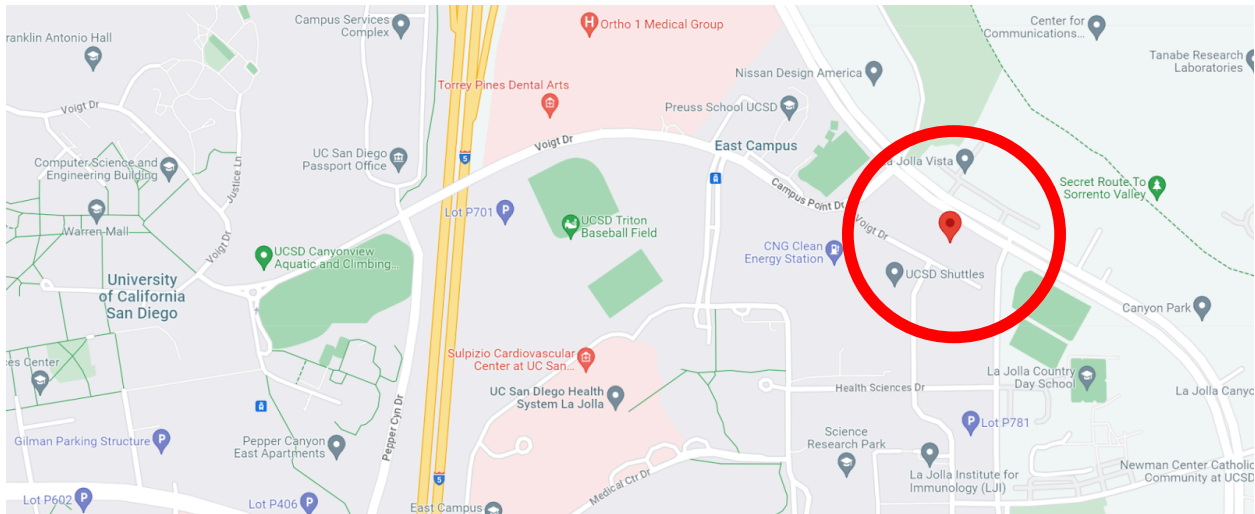 Campus Services
Complex
Ortho 1 Medical Group
Center for
Communications...
ranklin Antonio Hall
Tanabe Research
Laboratories
Nissan Design America
Torrey Pines Dental Arts
Voigt Dr
Preuss School UCSD
5
Voigt Dr
East Campus
UC San Diego
Passport Office
Computer Science and
Engineering Building
Justice Ln
La Jolla Vista
Secret Route To
Sorrento Valley
Campus Point Dr
Warren-Mall
Lot P701
UCSD Triton
Baseball Field
Voigt Dr
Voigt Dr
CNG Clean
Energy Station
UCSD Canyonview
Aquatic and Climbing...
UCSD Shuttles
University
of California
San Diego
Canyon Park
Sulpizio Cardiovascular
Center at UC San...
ces Center
La Jolla Country
Day School
UC San Diego Health
System La Jolla
Health Sciences Dr
La Jolla Canyo
Pepper Cyn Dr
Gilman Parking Structure
Pepper Canyon
East Apartments
Lot P781
Science
Research Park
5
Medical Ctr Dr
La Jolla Institute for
Immunology (LJI)
Newman Center Catholic
Community at UCSD
Lot P602
Lot P406
East Campus